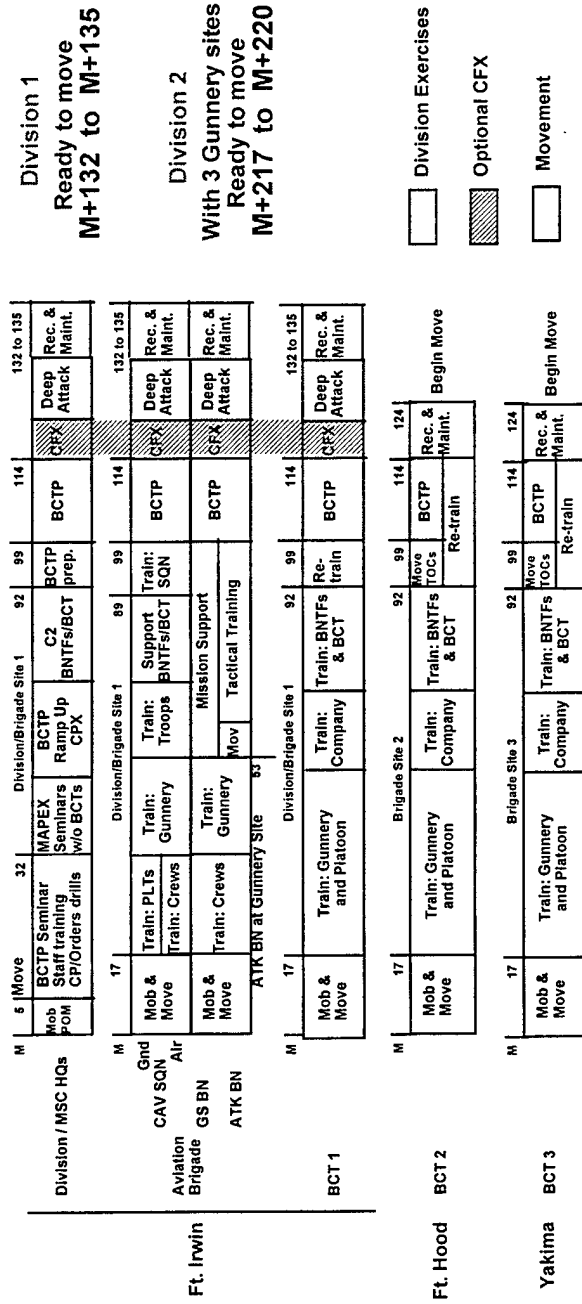 M 5 Move 32 Division/Brigade Site 1 92 99 114 132 to 135
Division / MSC HQs
Mob
POM
BCTP Seminar
Staff training
CP/Orders drills
MAPEX
Seminars
w/o BCTs
BCTP
Ramp Up
CPX
C2
BNTFs/BCT
BCTP
prep.
BCTP
CFX
Deep
Attack
Rec. &
Maint.
Ft. Irwin
Aviation
Brigade
M 17 Division/Brigade Site 1 89 99 114 132 to 135
Gnd
CAV SQN
Air
Mob &
Move
Train: PLTs
Train: Crews
Train:
Gunnery
Train:
Troops
Support
BNTFs/BCT
Train:
SQN
BCTP
CFX
Deep
Attack
Rec. &
Maint.
GS BN
ATK BN
Mob &
Move
Train: Crews
Train:
Gunnery
Mission Support
Mov
Tactical Training
BCTP
CFX
Deep
Attack
Rec. &
Maint.
ATK BN at Gunnery Site 53
M 17 Division/Brigade Site 1 92 99 114 132 to 135
BCT 1
Mob &
Move
Train: Gunnery
and Platoon
Train:
Company
Train: BNTFs
& BCT
Re-
train
BCTP
CFX
Deep
Attack
Rec. &
Maint.
M 17 Brigade Site 2 92 99 114 124
Ft. Hood BCT 2
Mob &
Move
Train: Gunnery
and Platoon
Train:
Company
Train: BNTFs
& BCT
Move
TOCs
BCTP
Re-train
Rec. &
Maint.
Begin Move
M 17 Brigade Site 3 92 99 114 124
Yakima BCT 3
Mob &
Move
Train: Gunnery
and Platoon
Train:
Company
Train: BNTFs
& BCT
Move
TOCs
BCTP
Re-train
Rec. &
Maint.
Begin Move
Division 1
Ready to move
M+132 to M+135
Division 2
With 3 Gunnery sites
Ready to move
M+217 to M+220
Division Exercises
Optional CFX
Movement